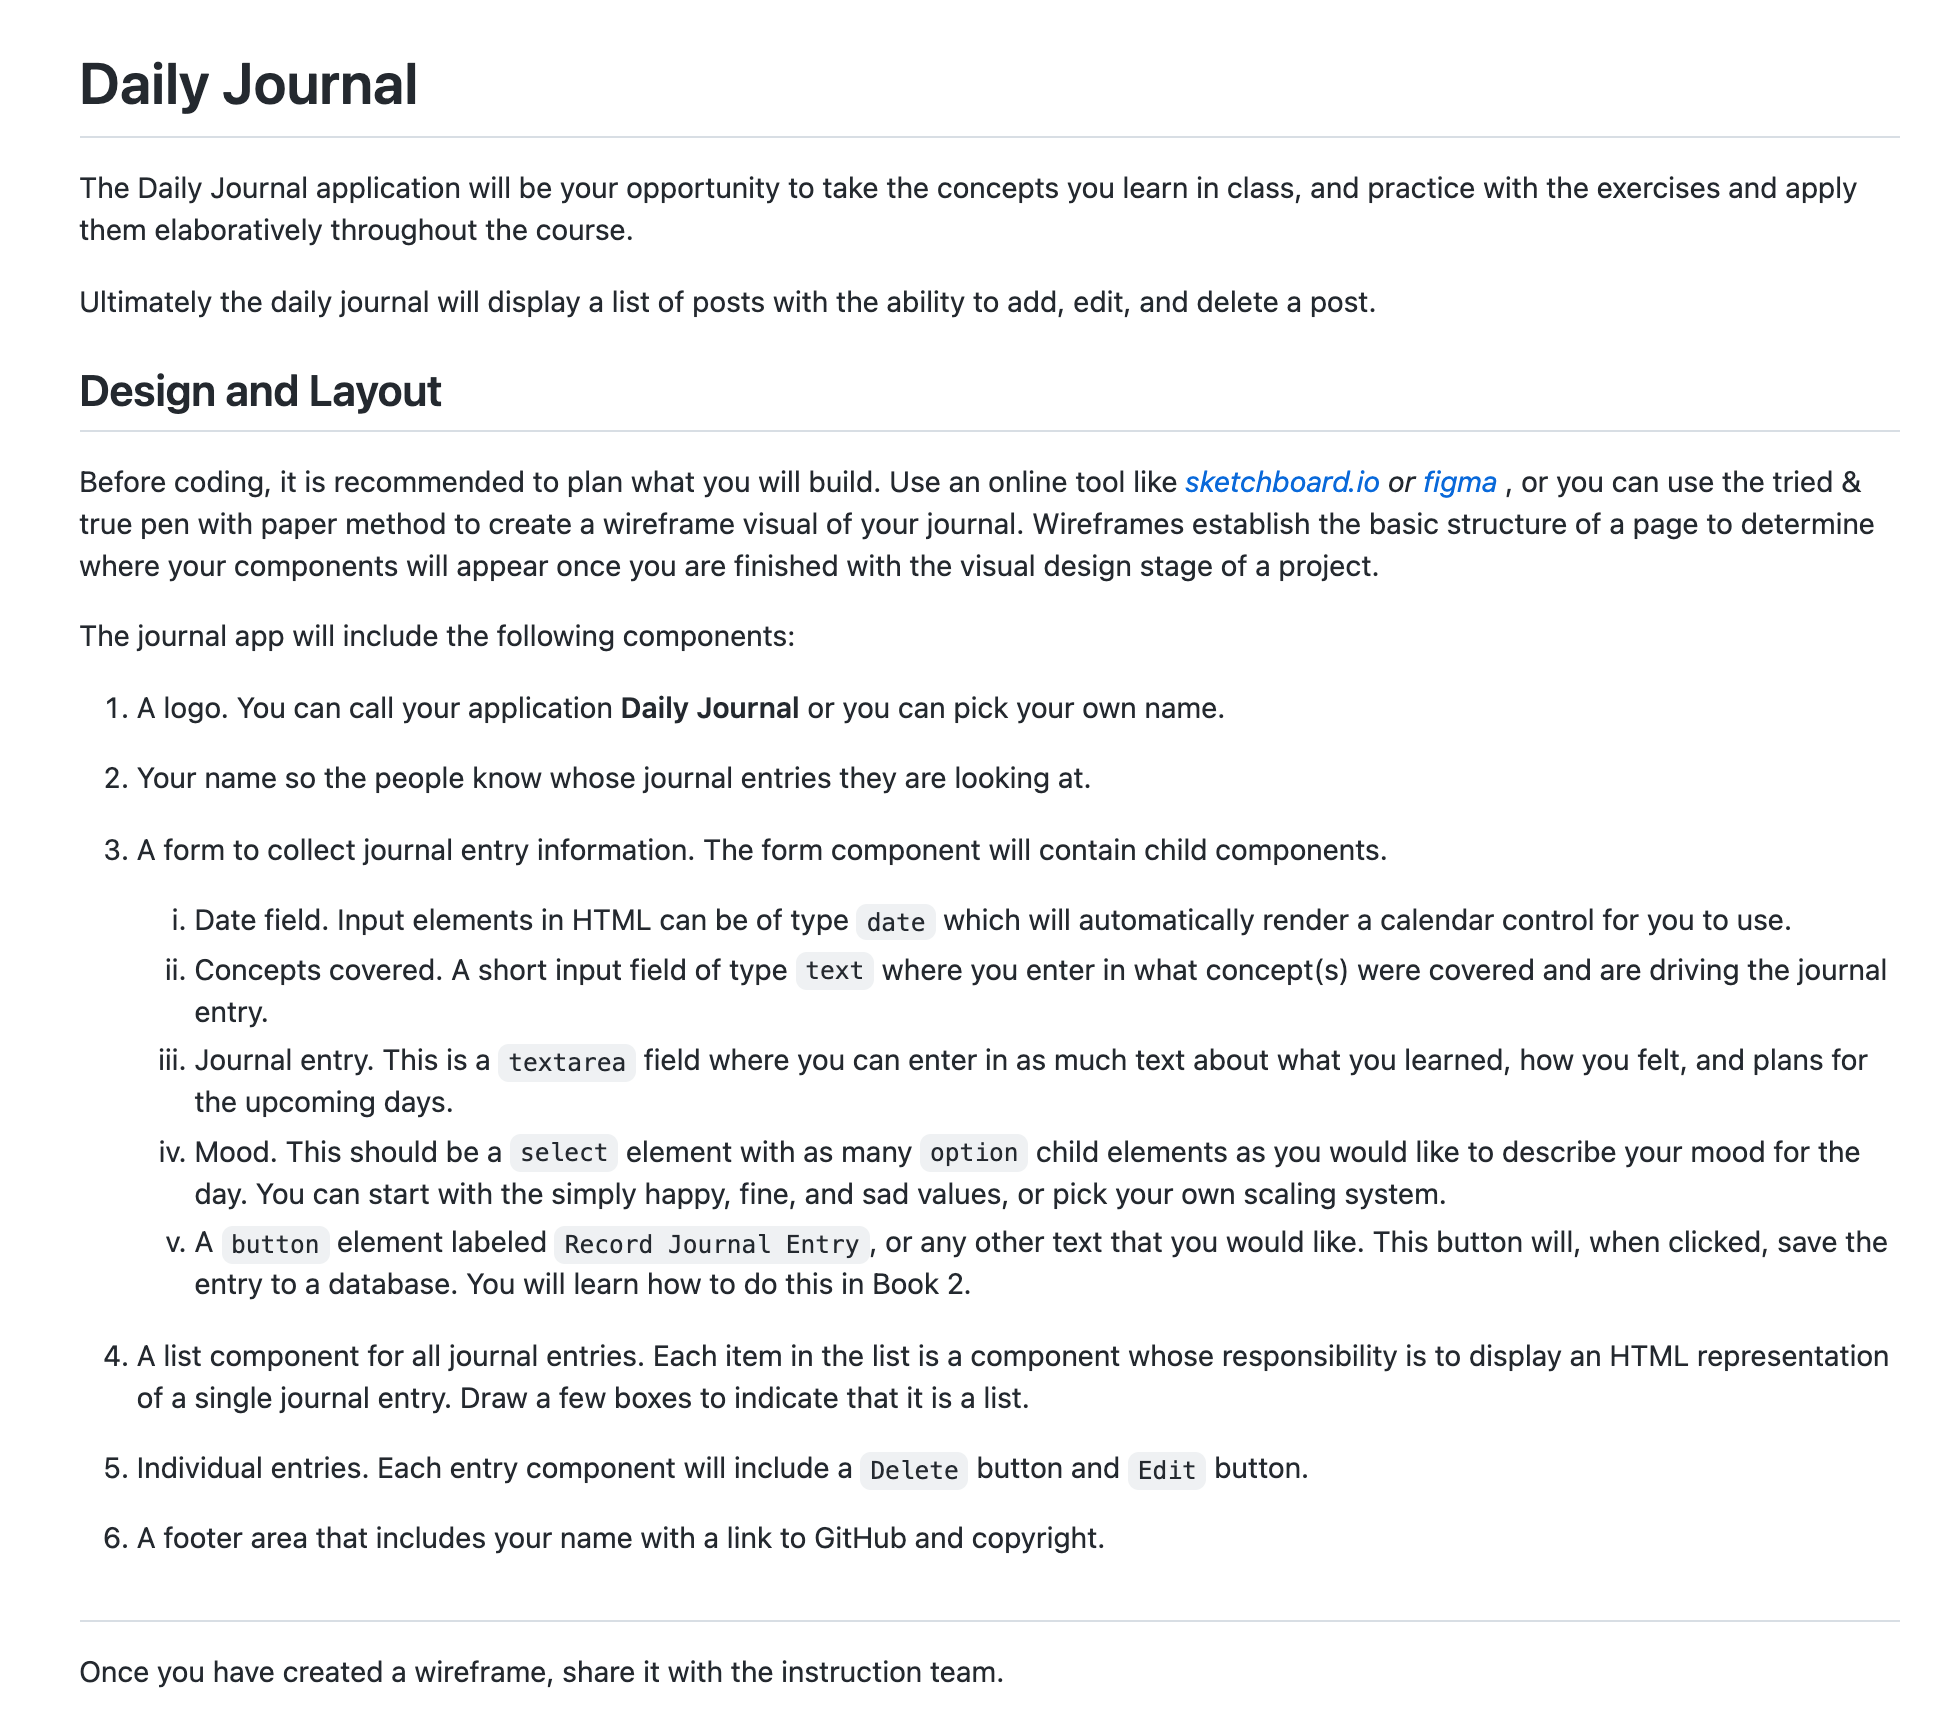 Daily Journal
The Daily Journal application will be your opportunity to take the concepts you learn in class, and practice with the exercises and apply
them elaboratively throughout the course.
Ultimately the daily journal will display a list of posts with the ability to add, edit, and delete a post.
Design and Layout
Before coding, it is recommended to plan what you will build. Use an online tool like sketchboard.io or figma , or you can use the tried &
true pen with paper method to create a wireframe visual of your journal. Wireframes establish the basic structure of a page to determine
where your components will appear once you are finished with the visual design stage of a project.
The journal app will include the following components:
1. A logo. You can call your application Daily Journal or you can pick your own name.
2. Your name so the people know whose journal entries they are looking at.
3. A form to collect journal entry information. The form component will contain child components.
i. Date field. Input elements in HTML can be of type date which will automatically render a calendar control for you to use.
ii. Concepts covered. A short input field of type text where you enter in what concept(s) were covered and are driving the journal
entry.
iii. Journal entry. This is a textarea field where you can enter in as much text about what you learned, how you felt, and plans for
the upcoming days.
iv. Mood. This should be a select element with as many option child elements as you would like to describe your mood for the
day. You can start with the simply happy, fine, and sad values, or pick your own scaling system.
v. A button element labeled Record Journal Entry, or any other text that you would like. This button will, when clicked, save the
entry to a database. You will learn how to do this in Book 2.
4. A list component for all journal entries. Each item in the list is a component whose responsibility is to display an HTML representation
of a single journal entry. Draw a few boxes to indicate that it is a list.
5. Individual entries. Each entry component will include a Delete button and Edit button.
6. A footer area that includes your name with a link to GitHub and copyright.
Once you have created a wireframe, share it with the instruction team.